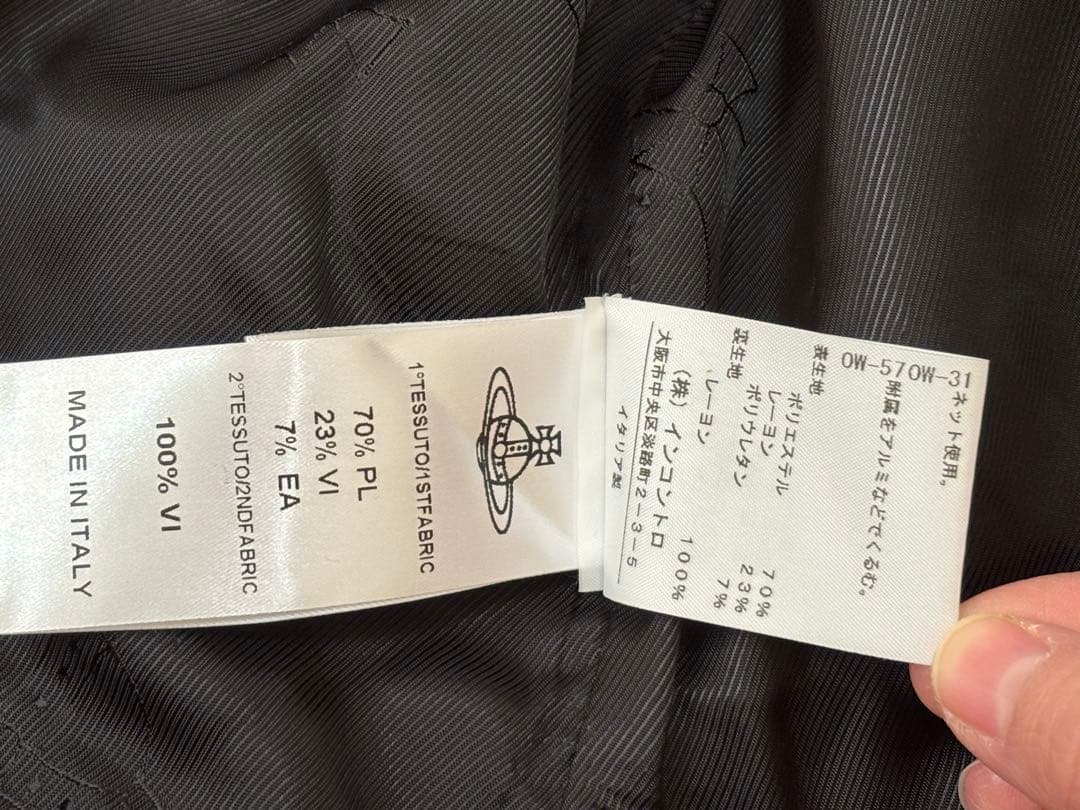 1°TESSUTO/1STFABRIC
70% PL
23% VI
7% EA
2°TESSUTO/2NDFABRIC
100% VI
MADE IN ITALY
ネット使用。
附属をアルミなどでくるむ。
OW-570W-31
表生地
ポリエステル 70%
レーヨン 23%
ポリウレタン 7%
裏生地
レーヨン 100%
(株) インコントロ
大阪市中央区淡路町2-3-5
イタリア製